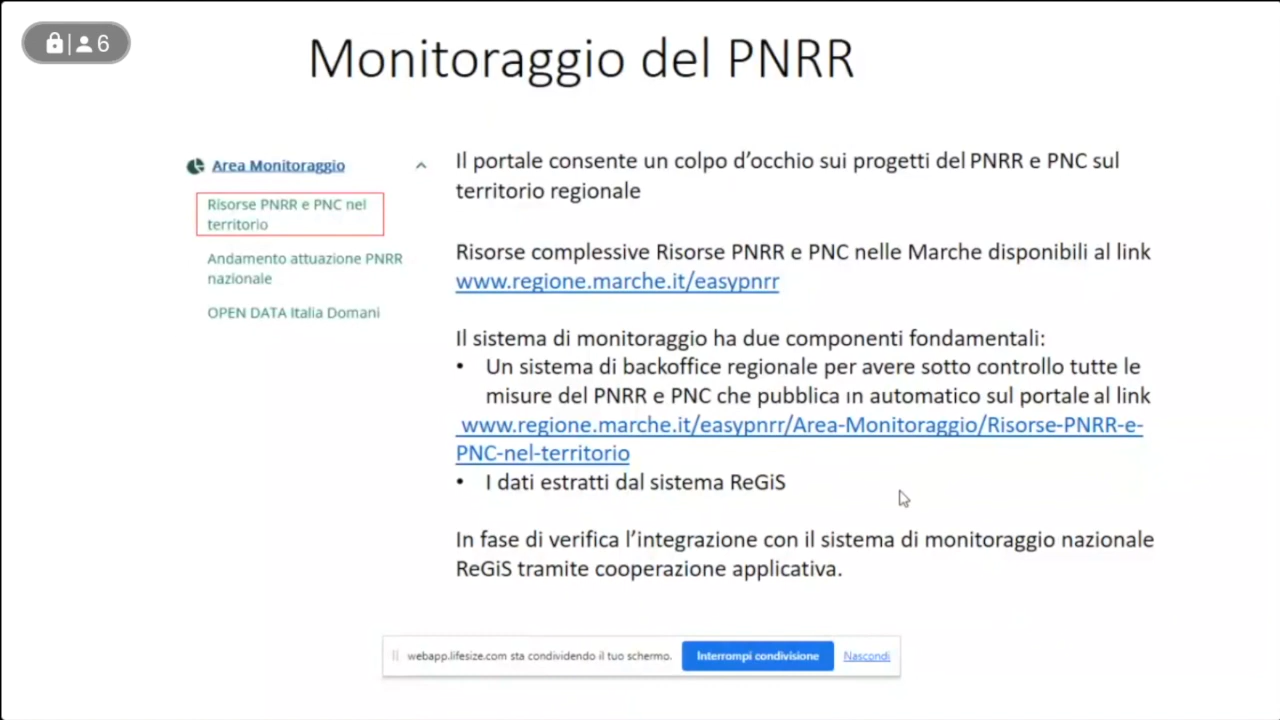 6
Monitoraggio del PNRR
Area Monitoraggio
Risorse PNRR e PNC nel
territorio
Andamento attuazione PNRR
nazionale
OPEN DATA Italia Domani
Il portale consente un colpo d’occhio sui progetti del PNRR e PNC sul
territorio regionale
Risorse complessive Risorse PNRR e PNC nelle Marche disponibili al link
www.regione.marche.it/easypnrr
Il sistema di monitoraggio ha due componenti fondamentali:
• Un sistema di backoffice regionale per avere sotto controllo tutte le
misure del PNRR e PNC che pubblica in automatico sul portale al link
www.regione.marche.it/easypnrr/Area-Monitoraggio/Risorse-PNRR-e-
PNC-nel-territorio
• I dati estratti dal sistema ReGiS
In fase di verifica l’integrazione con il sistema di monitoraggio nazionale
ReGiS tramite cooperazione applicativa.
webapp.lifesize.com sta condividendo il tuo schermo. Interrompi condivisione Nascondi